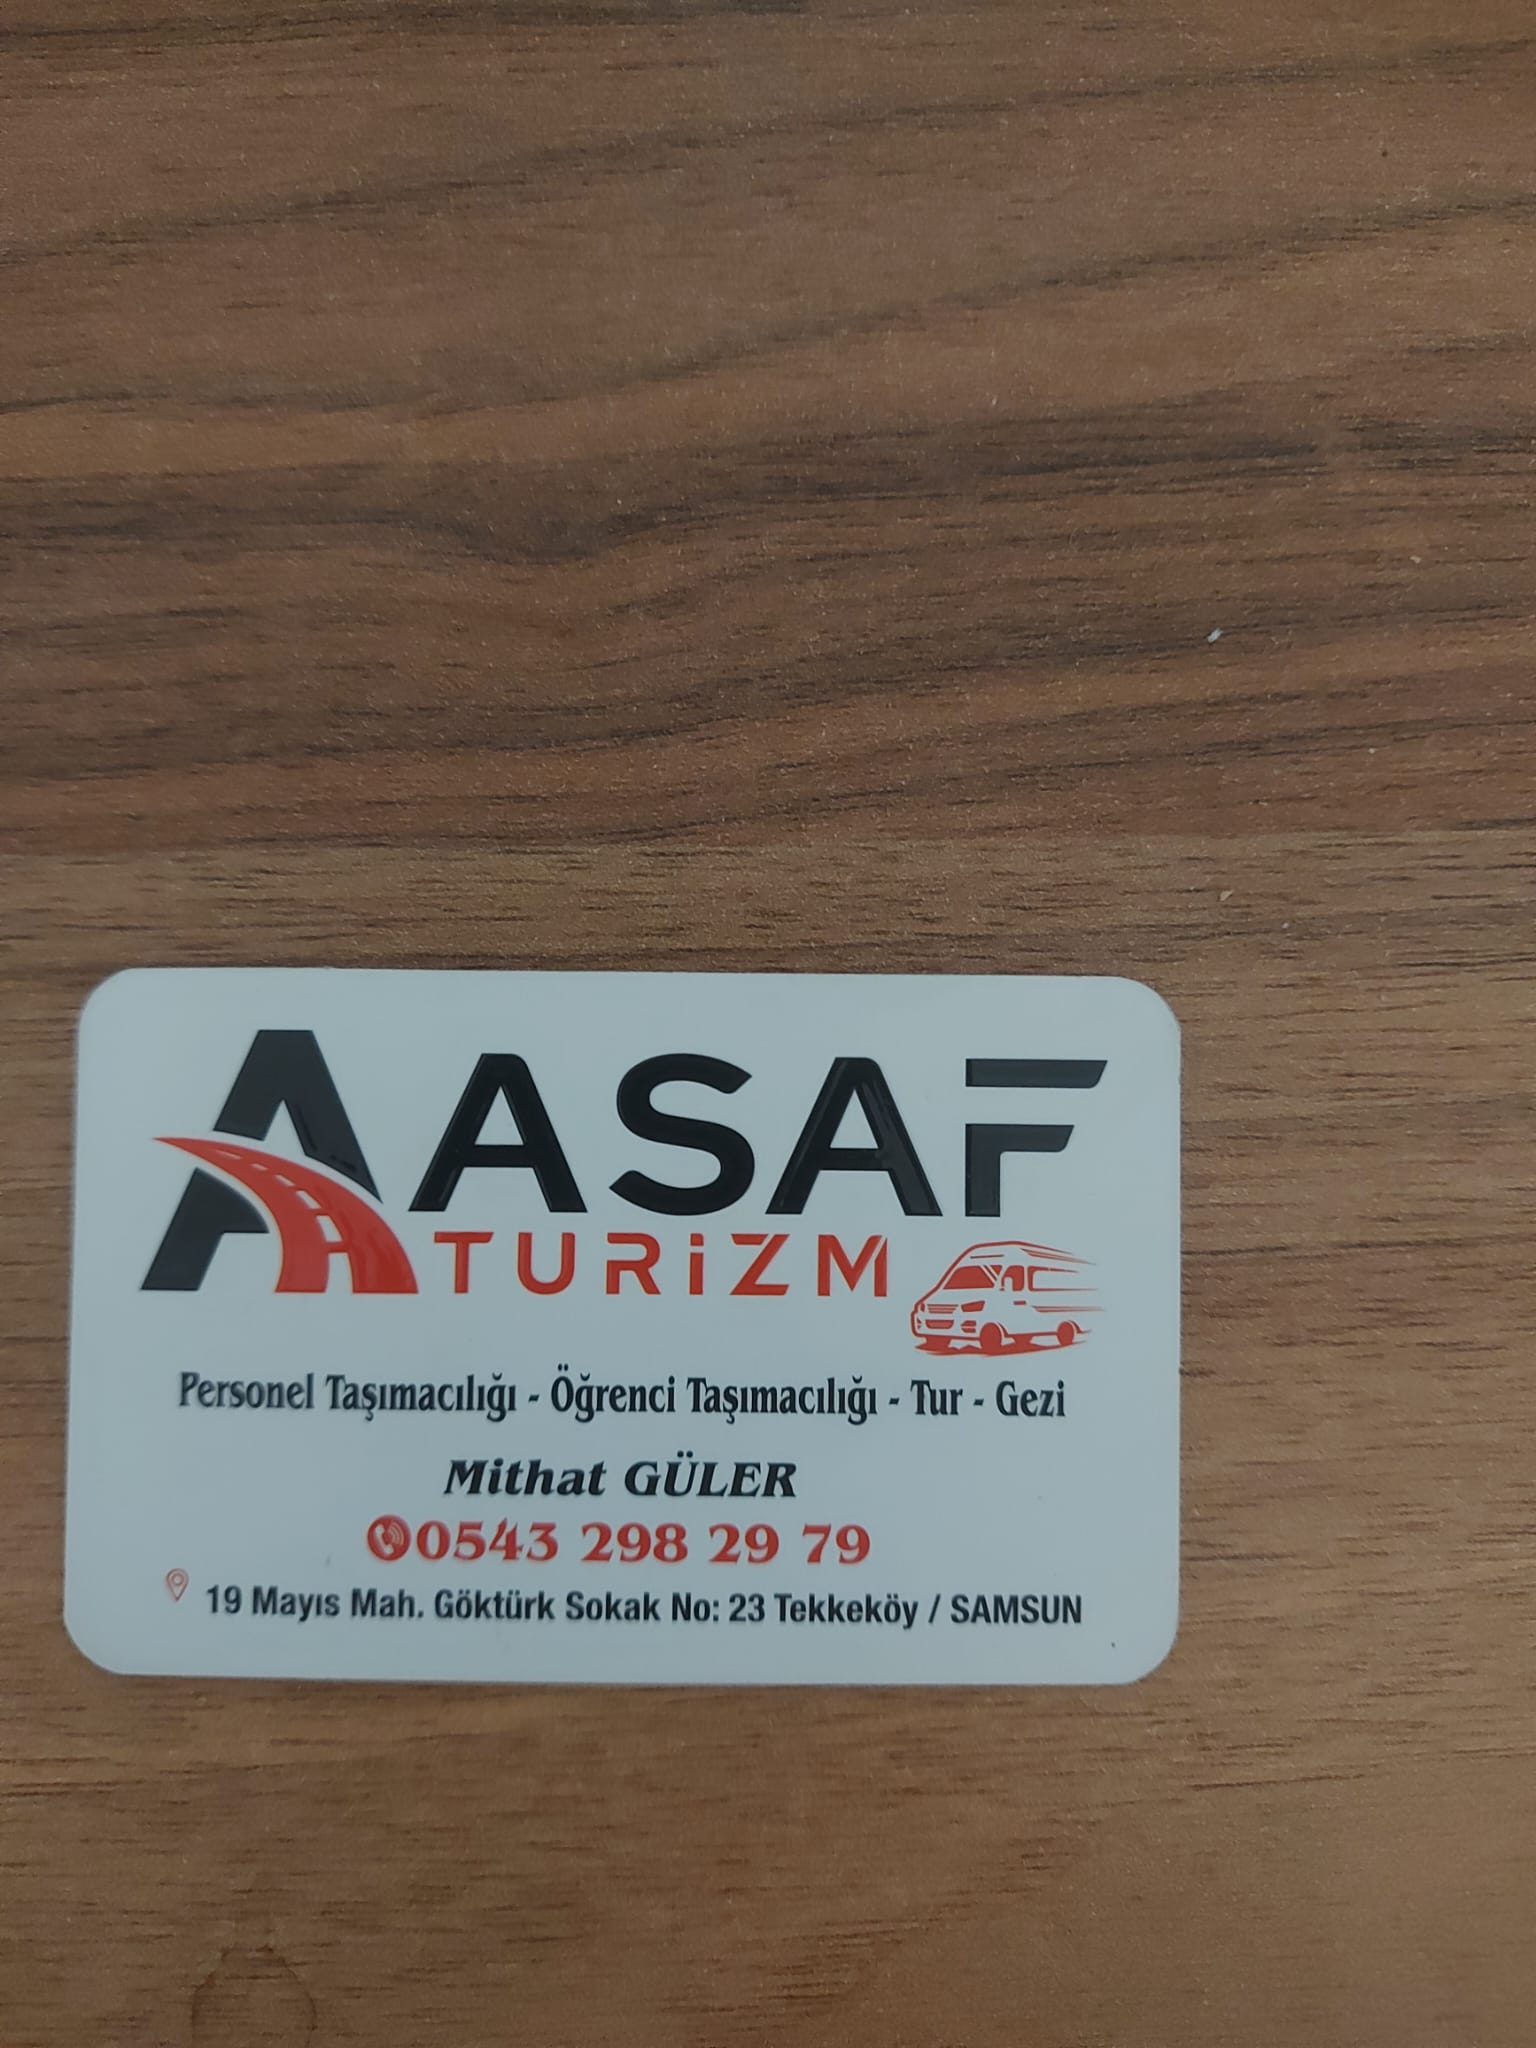 ASAF
TURİZM
Personel Taşımacılığı - Öğrenci Taşımacılığı - Tur - Gezi
Mithat GÜLER
0543 298 29 79
19 Mayıs Mah. Göktürk Sokak No: 23 Tekkeköy / SAMSUN